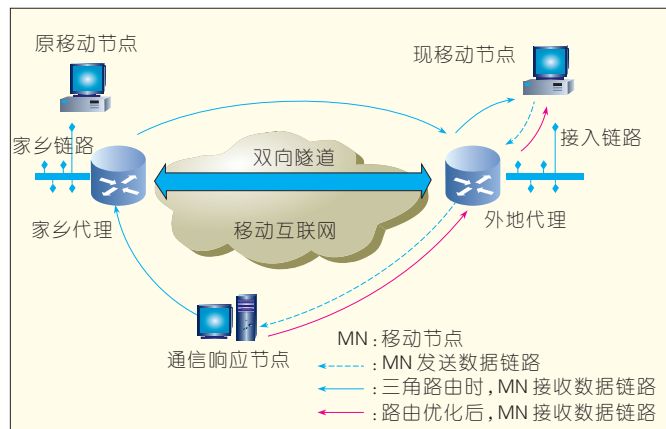 原移动节点
现移动节点
家乡链路
双向隧道
接入链路
家乡代理
移动互联网
外地代理
通信响应节点
MN:移动节点
:MN 发送数据链路
:三角路由时,MN 接收数据链路
:路由优化后,MN 接收数据链路